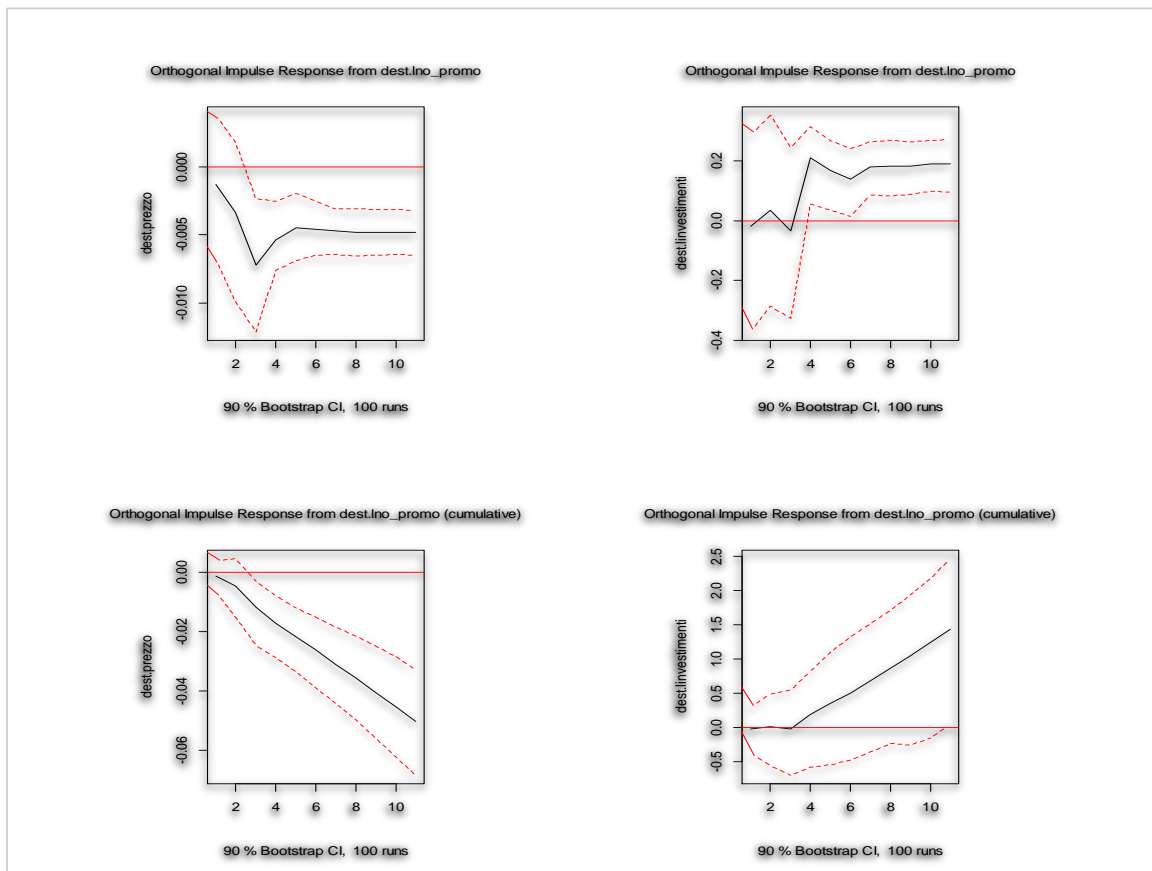 Orthogonal Impulse Response from dest.lno_promo
dest.prezzo
0.000
-0.005
-0.010
2 4 6 8 10
90 % Bootstrap CI, 100 runs
Orthogonal Impulse Response from dest.lno_promo
dest.linvestimenti
0.2
0.0
-0.2
-0.4
2 4 6 8 10
90 % Bootstrap CI, 100 runs
Orthogonal Impulse Response from dest.lno_promo (cumulative)
dest.prezzo
0.00
-0.02
-0.04
-0.06
2 4 6 8 10
90 % Bootstrap CI, 100 runs
Orthogonal Impulse Response from dest.lno_promo (cumulative)
dest.linvestimenti
2.5
2.0
1.5
1.0
0.5
0.0
-0.5
2 4 6 8 10
90 % Bootstrap CI, 100 runs